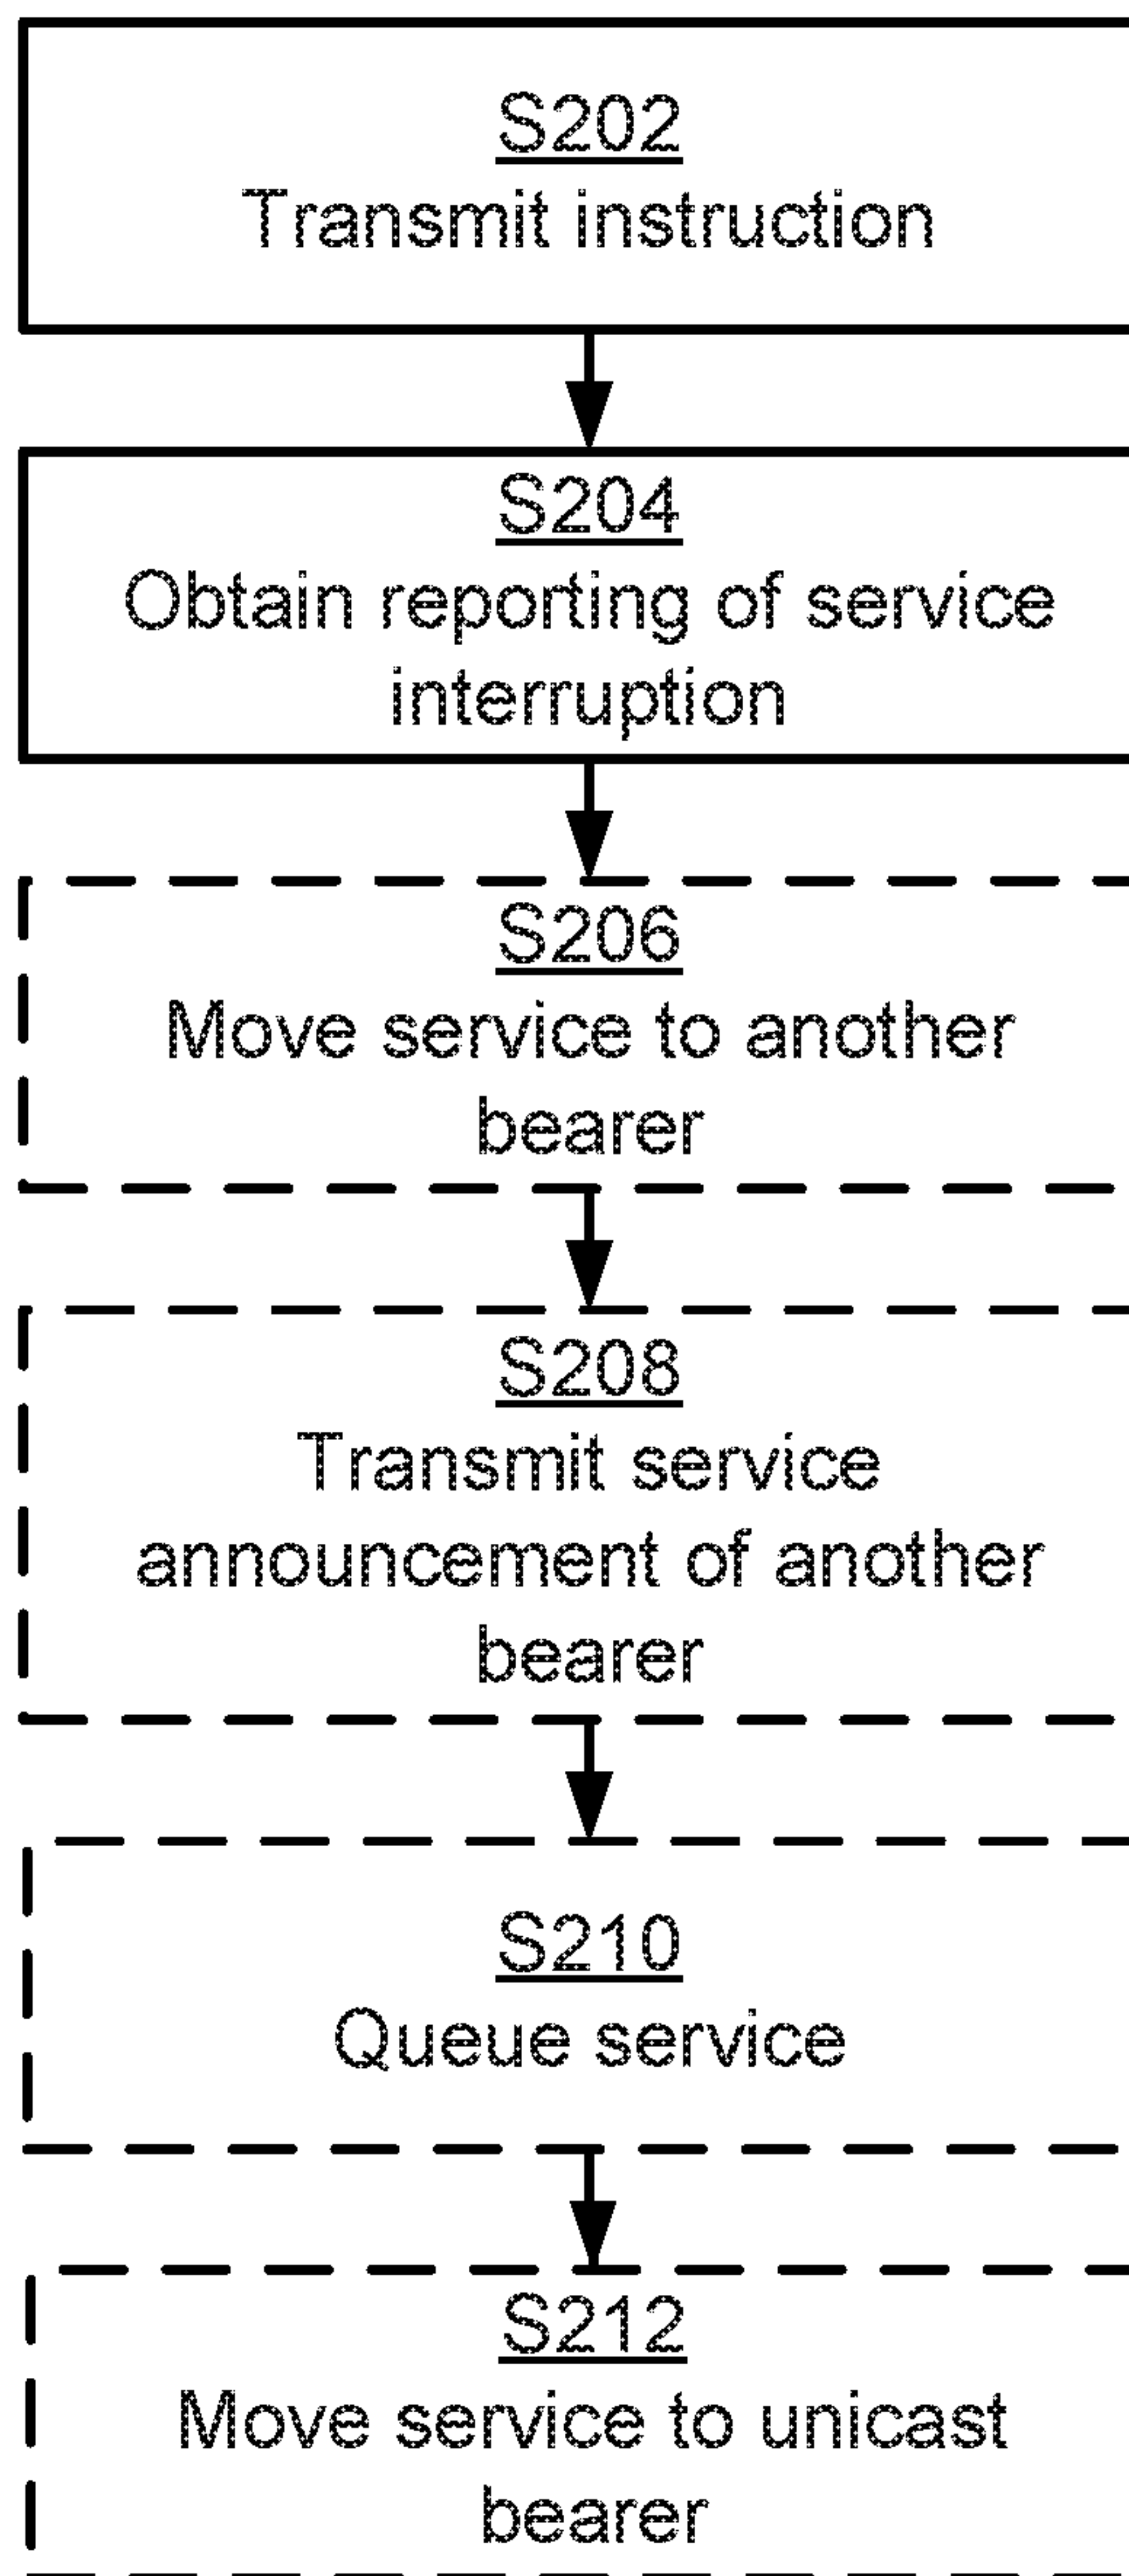 S202
Transmit instruction
S204
Obtain reporting of service
interruption
S206
Move service to another
bearer
S208
Transmit service
announcement of another
bearer
S210
Queue service
S212
Move service to unicast
bearer